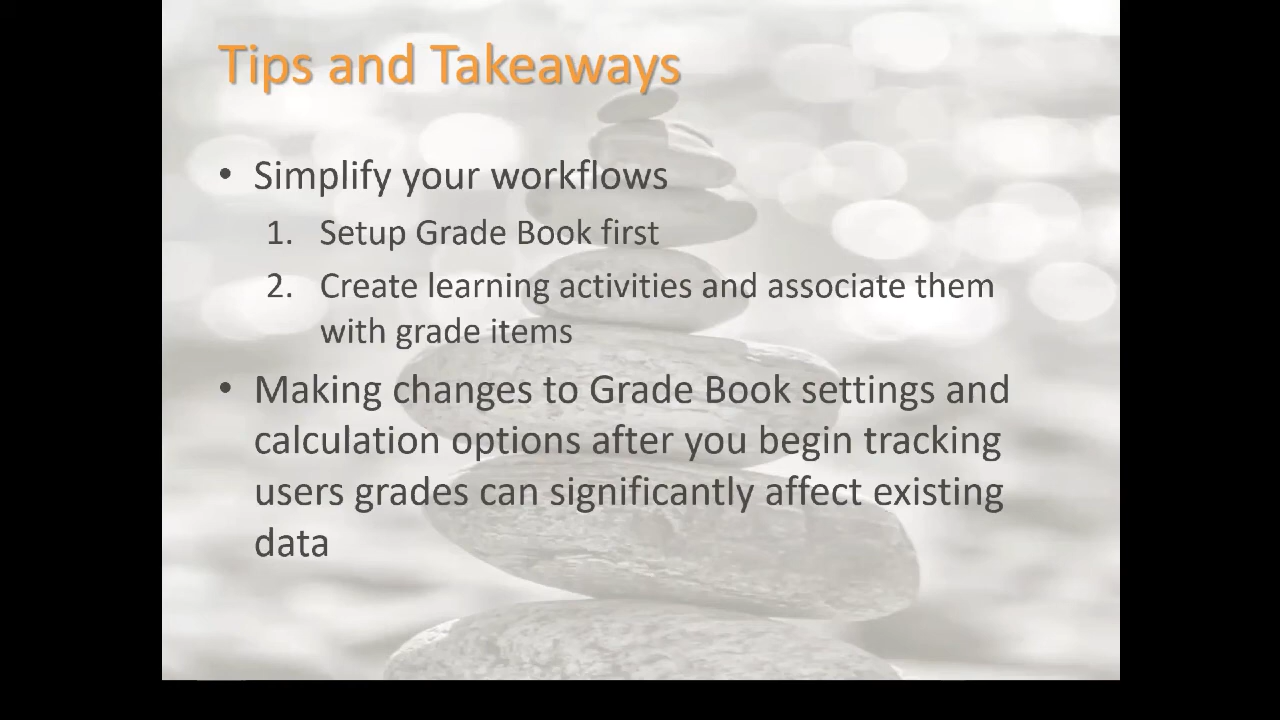 Tips and Takeaways
• Simplify your workflows
1. Setup Grade Book first
2. Create learning activities and associate them
with grade items
• Making changes to Grade Book settings and
calculation options after you begin tracking
users grades can significantly affect existing
data